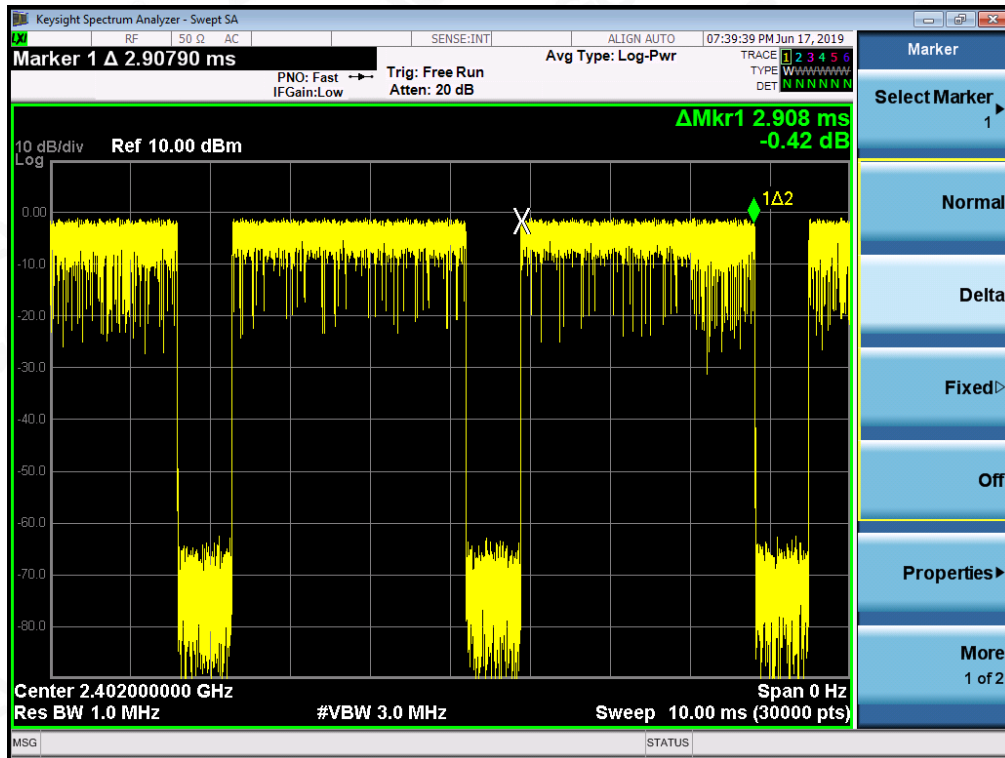 Keysight Spectrum Analyzer - Swept SA
LXI RF 50 Ω AC SENSE:INT ALIGN AUTO 07:39:39 PM Jun 17, 2019
Marker 1 Δ 2.90790 ms
PNO: Fast
IFGain:Low
Trig: Free Run
Atten: 20 dB
Avg Type: Log-Pwr
TRACE 1 2 3 4 5 6
TYPE WWWWWW
DET N N N N N N
ΔMkr1 2.908 ms
-0.42 dB
10 dB/div Ref 10.00 dBm
Log
1Δ2
X
0.00
-10.0
-20.0
-30.0
-40.0
-50.0
-60.0
-70.0
-80.0
Center 2.402000000 GHz Span 0 Hz
Res BW 1.0 MHz #VBW 3.0 MHz Sweep 10.00 ms (30000 pts)
MSG STATUS
Marker
Select Marker
1
Normal
Delta
Fixed
Off
Properties
More
1 of 2